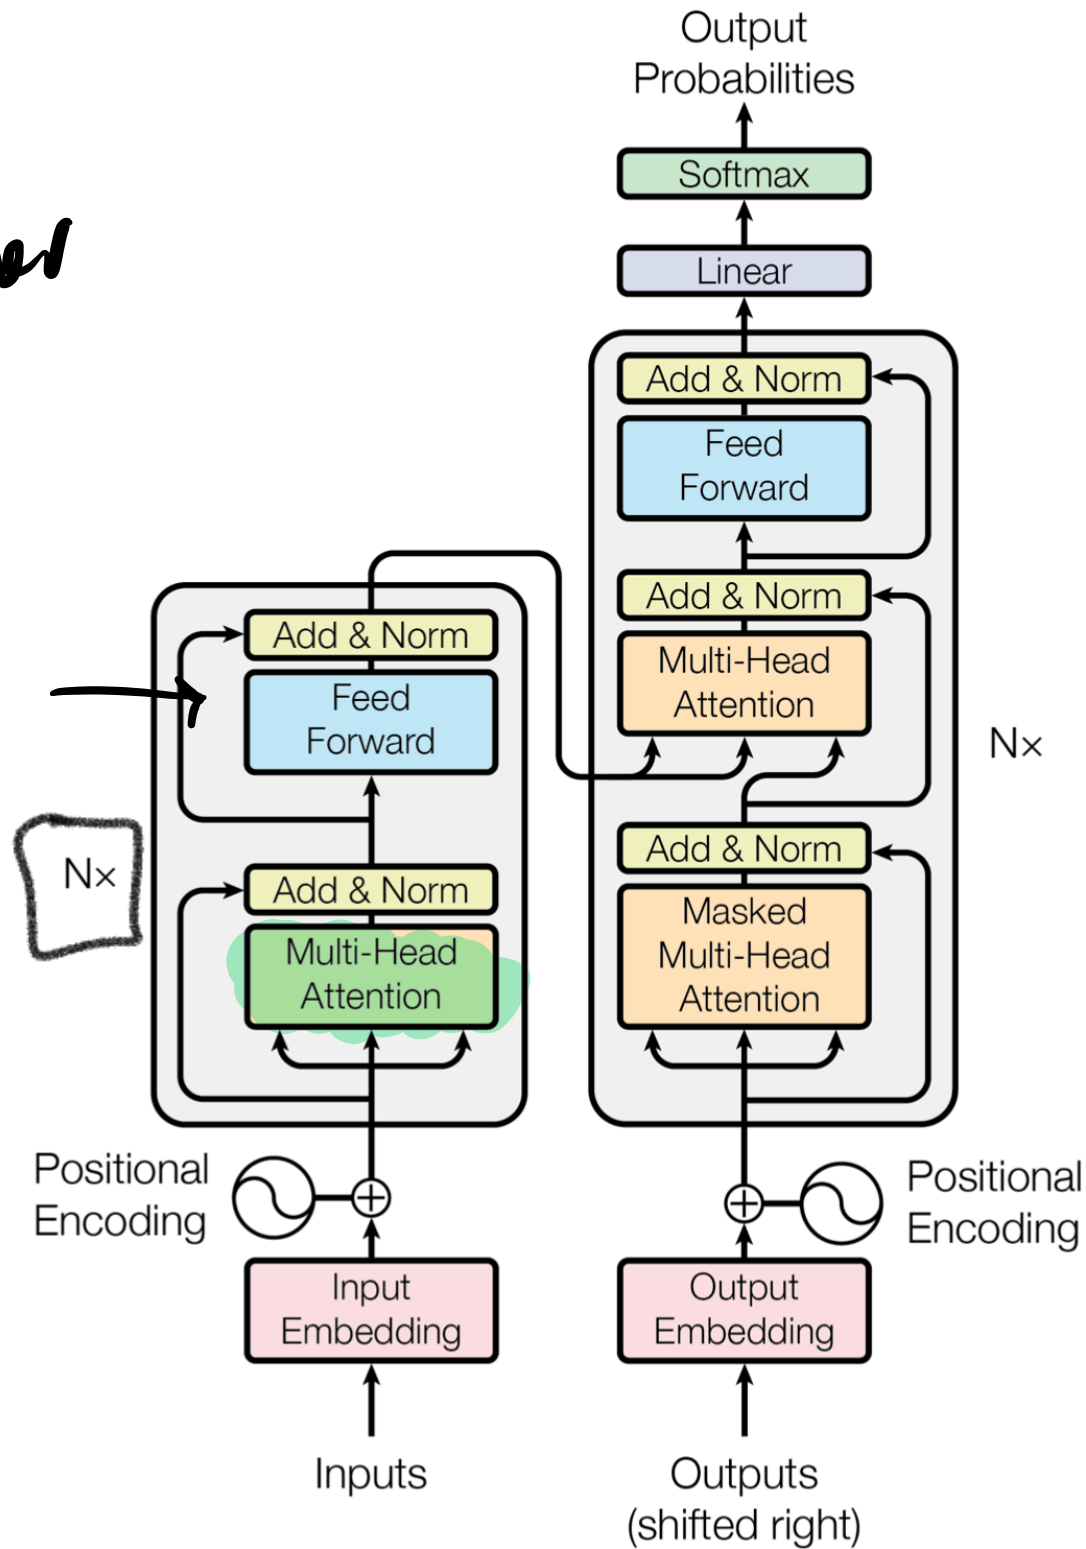 Output
Probabilities
Softmax
Linear
Add & Norm
Feed
Forward
Add & Norm
Multi-Head
Attention
Add & Norm
Masked
Multi-Head
Attention
Nx
Add & Norm
Feed
Forward
Nx
Add & Norm
Multi-Head
Attention
Positional
Encoding
Positional
Encoding
Input
Embedding
Output
Embedding
Inputs
Outputs
(shifted right)